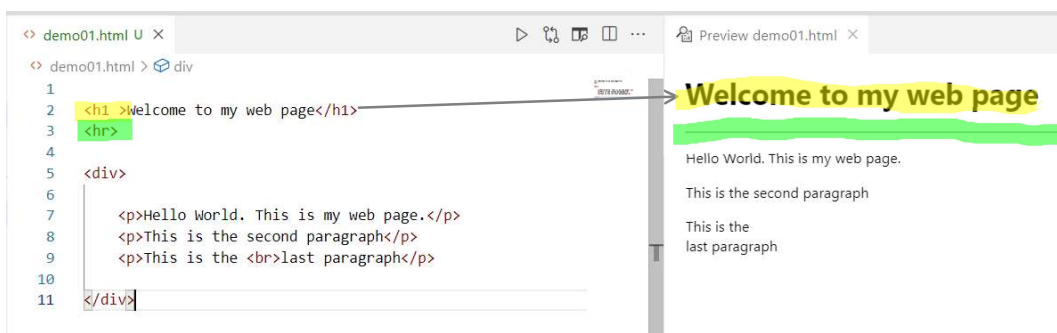 demo01.html U
demo01.html > div
1
2 <h1 >Welcome to my web page</h1>
3 <hr>
4
5 <div>
6
7 <p>Hello World. This is my web page.</p>
8 <p>This is the second paragraph</p>
9 <p>This is the <br>last paragraph</p>
10
11 </div>
Preview demo01.html
Welcome to my web page
Hello World. This is my web page.
This is the second paragraph
This is the
last paragraph